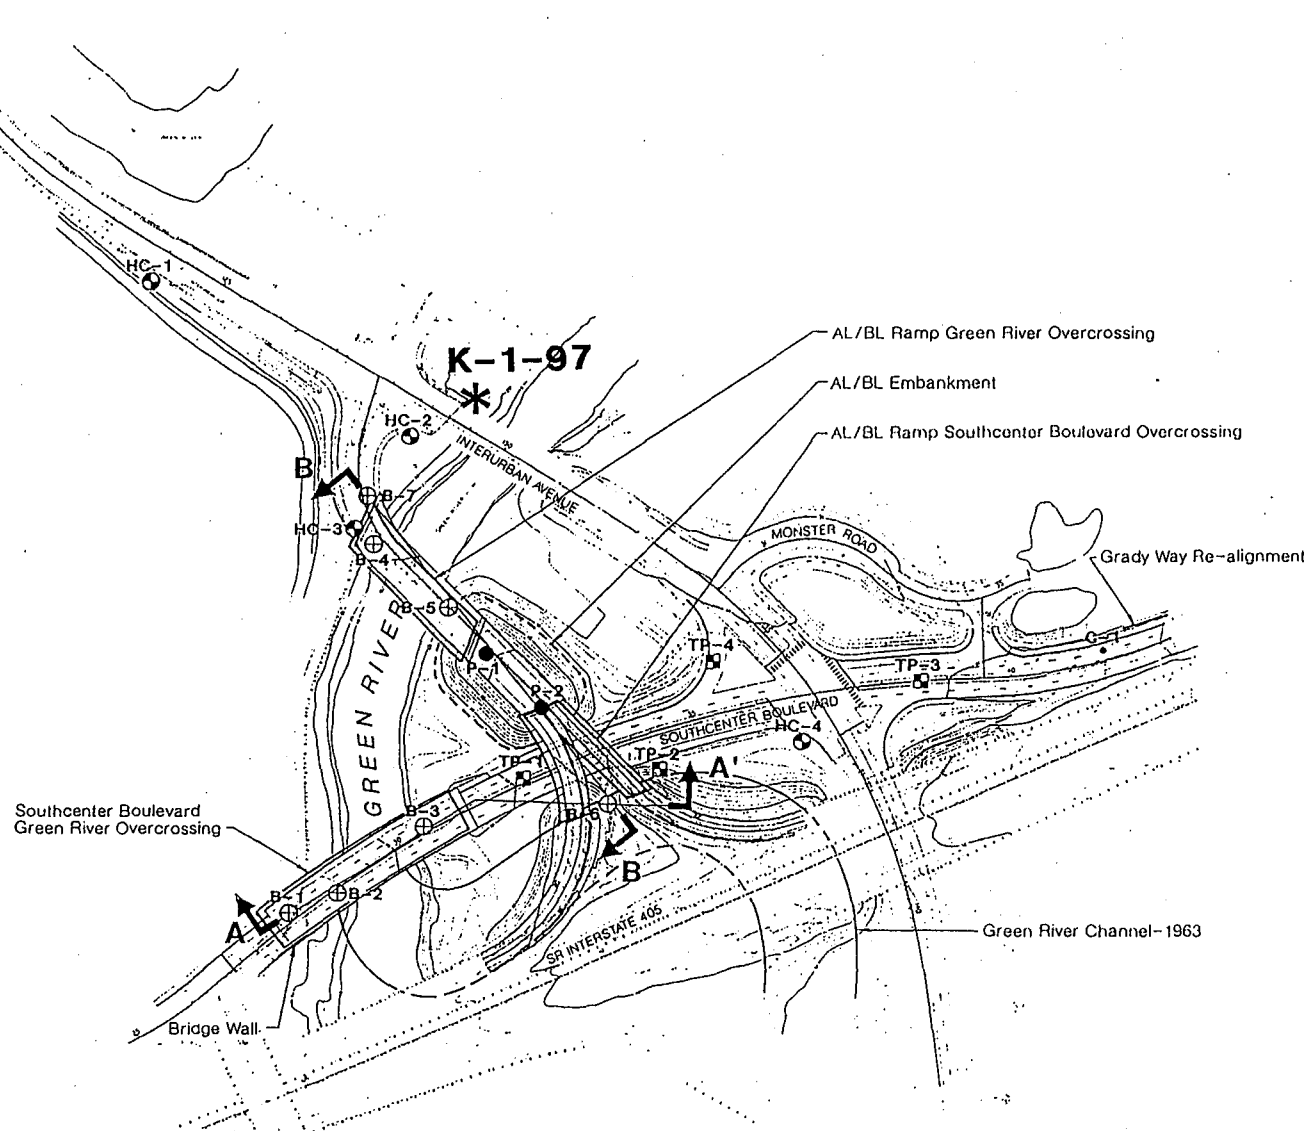 HC-1
AL/BL Ramp Green River Overcrossing
K-1-97
AL/BL Embankment
HC-2
AL/BL Ramp Southcenter Boulevard Overcrossing
INTERURBAN AVENUE
B
B-7
HC-3
MONSTER ROAD
B-4
Grady Way Re-alignment
B-5
GREEN RIVER
C-1
TP-4
P-1
TP-3
P-2
SOUTHCENTER BOULEVARD
HC-4
TP-1
TP-2
A'
Southcenter Boulevard
Green River Overcrossing
B-3
B-6
B
B-1
B-2
A
SR INTERSTATE 405
Green River Channel-1963
Bridge Wall